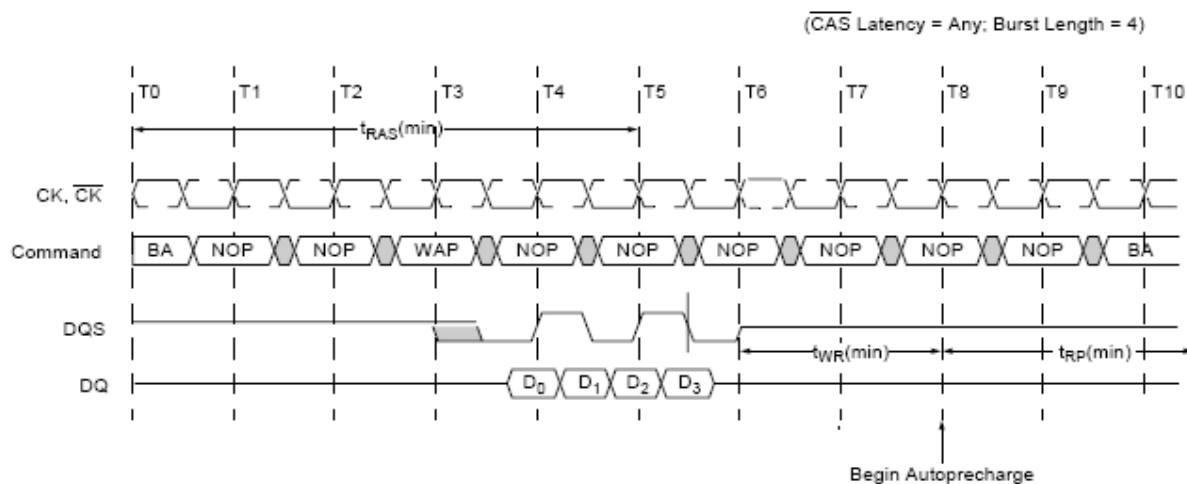 (CAS Latency = Any; Burst Length = 4)
T0 T1 T2 T3 T4 T5 T6 T7 T8 T9 T10
tRAS(min)
CK, CK
Command BA NOP NOP WAP NOP NOP NOP NOP NOP NOP BA
DQS
tWR(min) tRP(min)
DQ D0 D1 D2 D3
Begin Autoprecharge